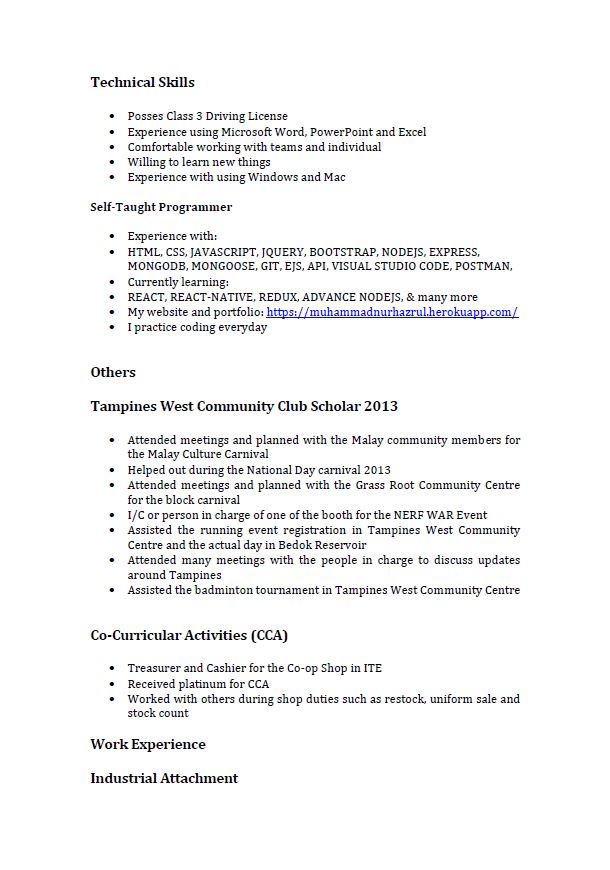 Technical Skills
• Posses Class 3 Driving License
• Experience using Microsoft Word, PowerPoint and Excel
• Comfortable working with teams and individual
• Willing to learn new things
• Experience with using Windows and Mac
Self-Taught Programmer
• Experience with:
• HTML, CSS, JAVASCRIPT, JQUERY, BOOTSTRAP, NODEJS, EXPRESS,
MONGODB, MONGOOSE, GIT, EJS, API, VISUAL STUDIO CODE, POSTMAN,
• Currently learning:
• REACT, REACT-NATIVE, REDUX, ADVANCE NODEJS, & many more
• My website and portfolio: https://muhammadnurhazrul.herokuapp.com/
• I practice coding everyday
Others
Tampines West Community Club Scholar 2013
• Attended meetings and planned with the Malay community members for
the Malay Culture Carnival
• Helped out during the National Day carnival 2013
• Attended meetings and planned with the Grass Root Community Centre
for the block carnival
• I/C or person in charge of one of the booth for the NERF WAR Event
• Assisted the running event registration in Tampines West Community
Centre and the actual day in Bedok Reservoir
• Attended many meetings with the people in charge to discuss updates
around Tampines
• Assisted the badminton tournament in Tampines West Community Centre
Co-Curricular Activities (CCA)
• Treasurer and Cashier for the Co-op Shop in ITE
• Received platinum for CCA
• Worked with others during shop duties such as restock, uniform sale and
stock count
Work Experience
Industrial Attachment